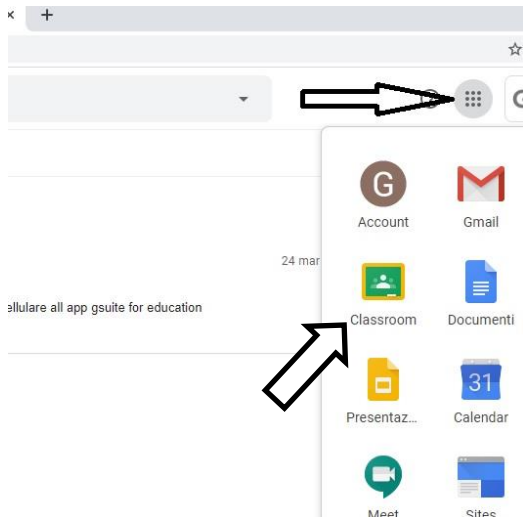 G
Account
Gmail
24 mar
ellulare all app gsuite for education
Classroom
Documenti
31
Presentaz...
Calendar
Meet
Sites